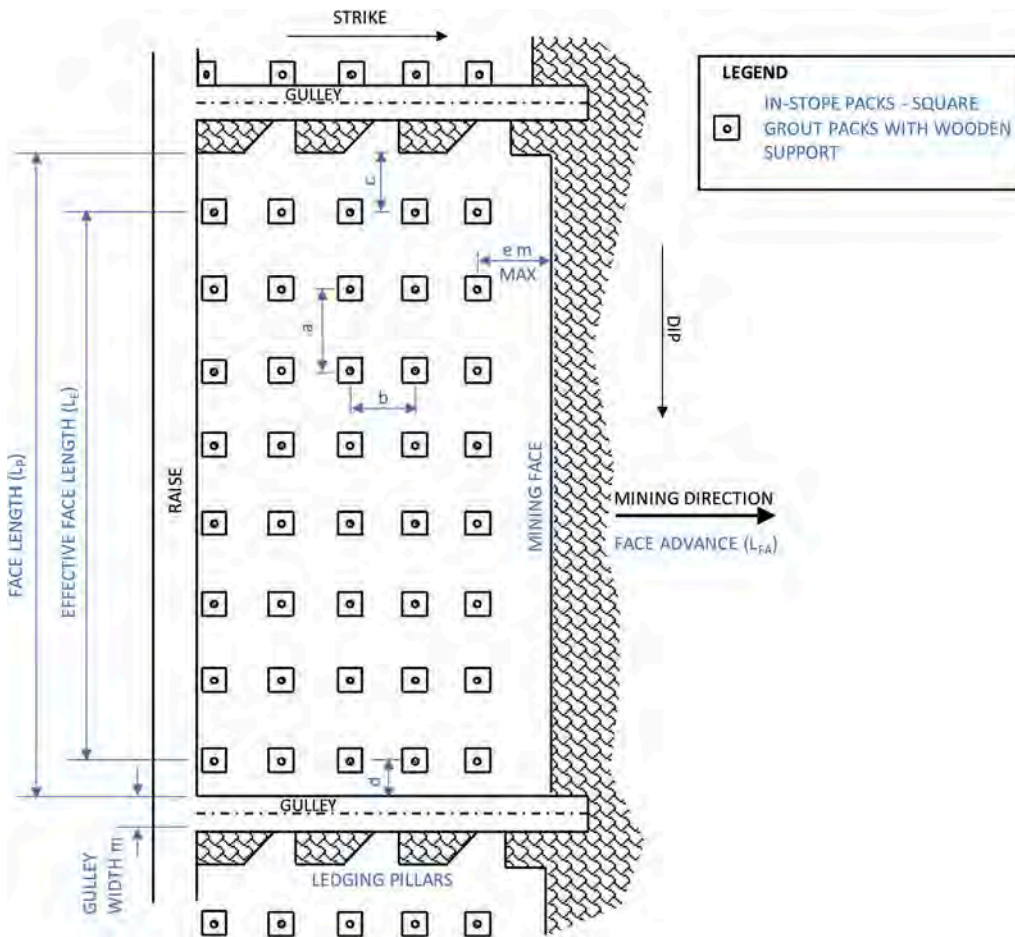 STRIKE
LEGEND
IN-STOPE PACKS - SQUARE
GROUT PACKS WITH WOODEN
SUPPORT
GULLEY
c
e m
MAX
a
b
DIP
FACE LENGTH (LP)
EFFECTIVE FACE LENGTH (LE)
RAISE
MINING FACE
MINING DIRECTION
FACE ADVANCE (LFA)
d
GULLEY
GULLEY
WIDTH m
LEDGING PILLARS